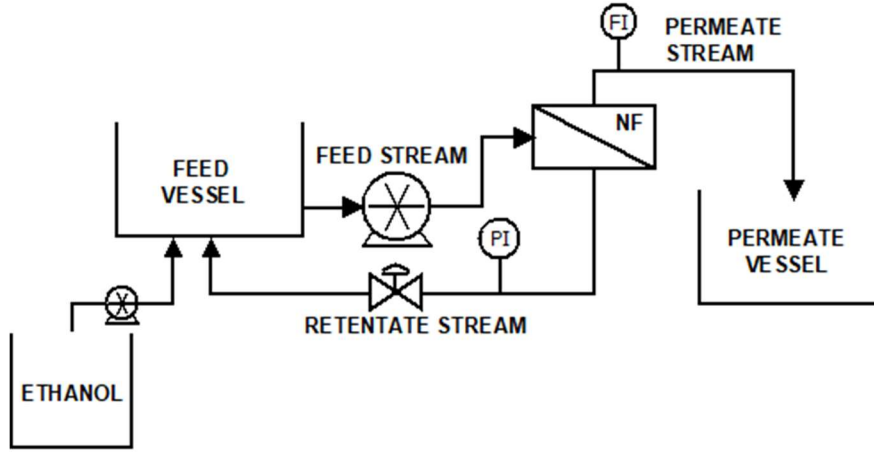 FI
PERMEATE
STREAM
NF
FEED
VESSEL
FEED STREAM
PI
PERMEATE
VESSEL
RETENTATE STREAM
ETHANOL